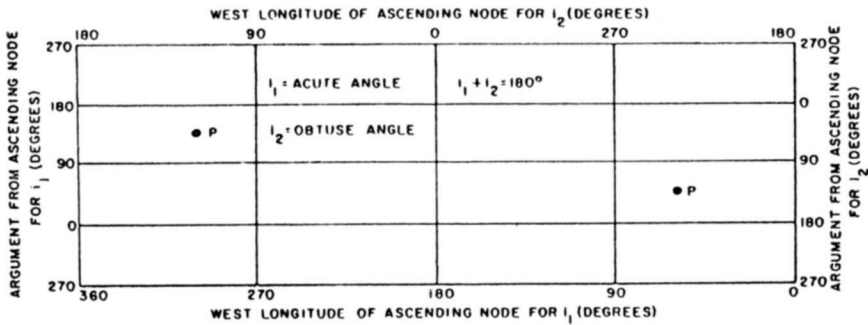 WEST LONGITUDE OF ASCENDING NODE FOR i₂ (DEGREES)
180 90 0 270 180
ARGUMENT FROM ASCENDING NODE
FOR i₁ (DEGREES)
270
180
90
0
270
I₁ = ACUTE ANGLE I₁ + I₂ = 180°
P I₂ = OBTUSE ANGLE
P
270
0
90
180
270
ARGUMENT FROM ASCENDING NODE
FOR I₂ (DEGREES)
360 270 180 90 0
WEST LONGITUDE OF ASCENDING NODE FOR I₁ (DEGREES)